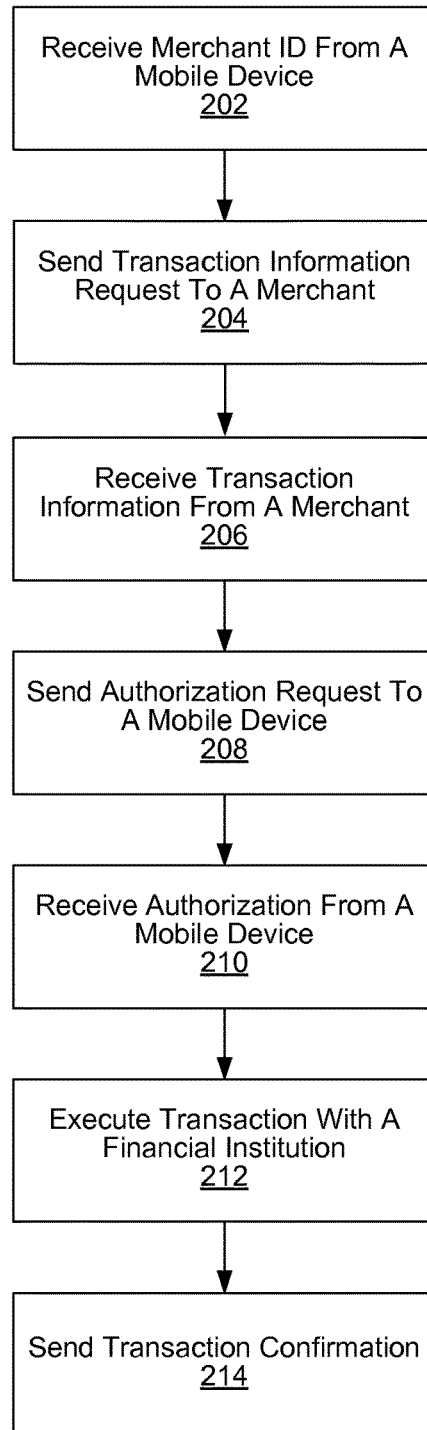 Receive Merchant ID From A
Mobile Device
202
Send Transaction Information
Request To A Merchant
204
Receive Transaction
Information From A Merchant
206
Send Authorization Request To
A Mobile Device
208
Receive Authorization From A
Mobile Device
210
Execute Transaction With A
Financial Institution
212
Send Transaction Confirmation
214